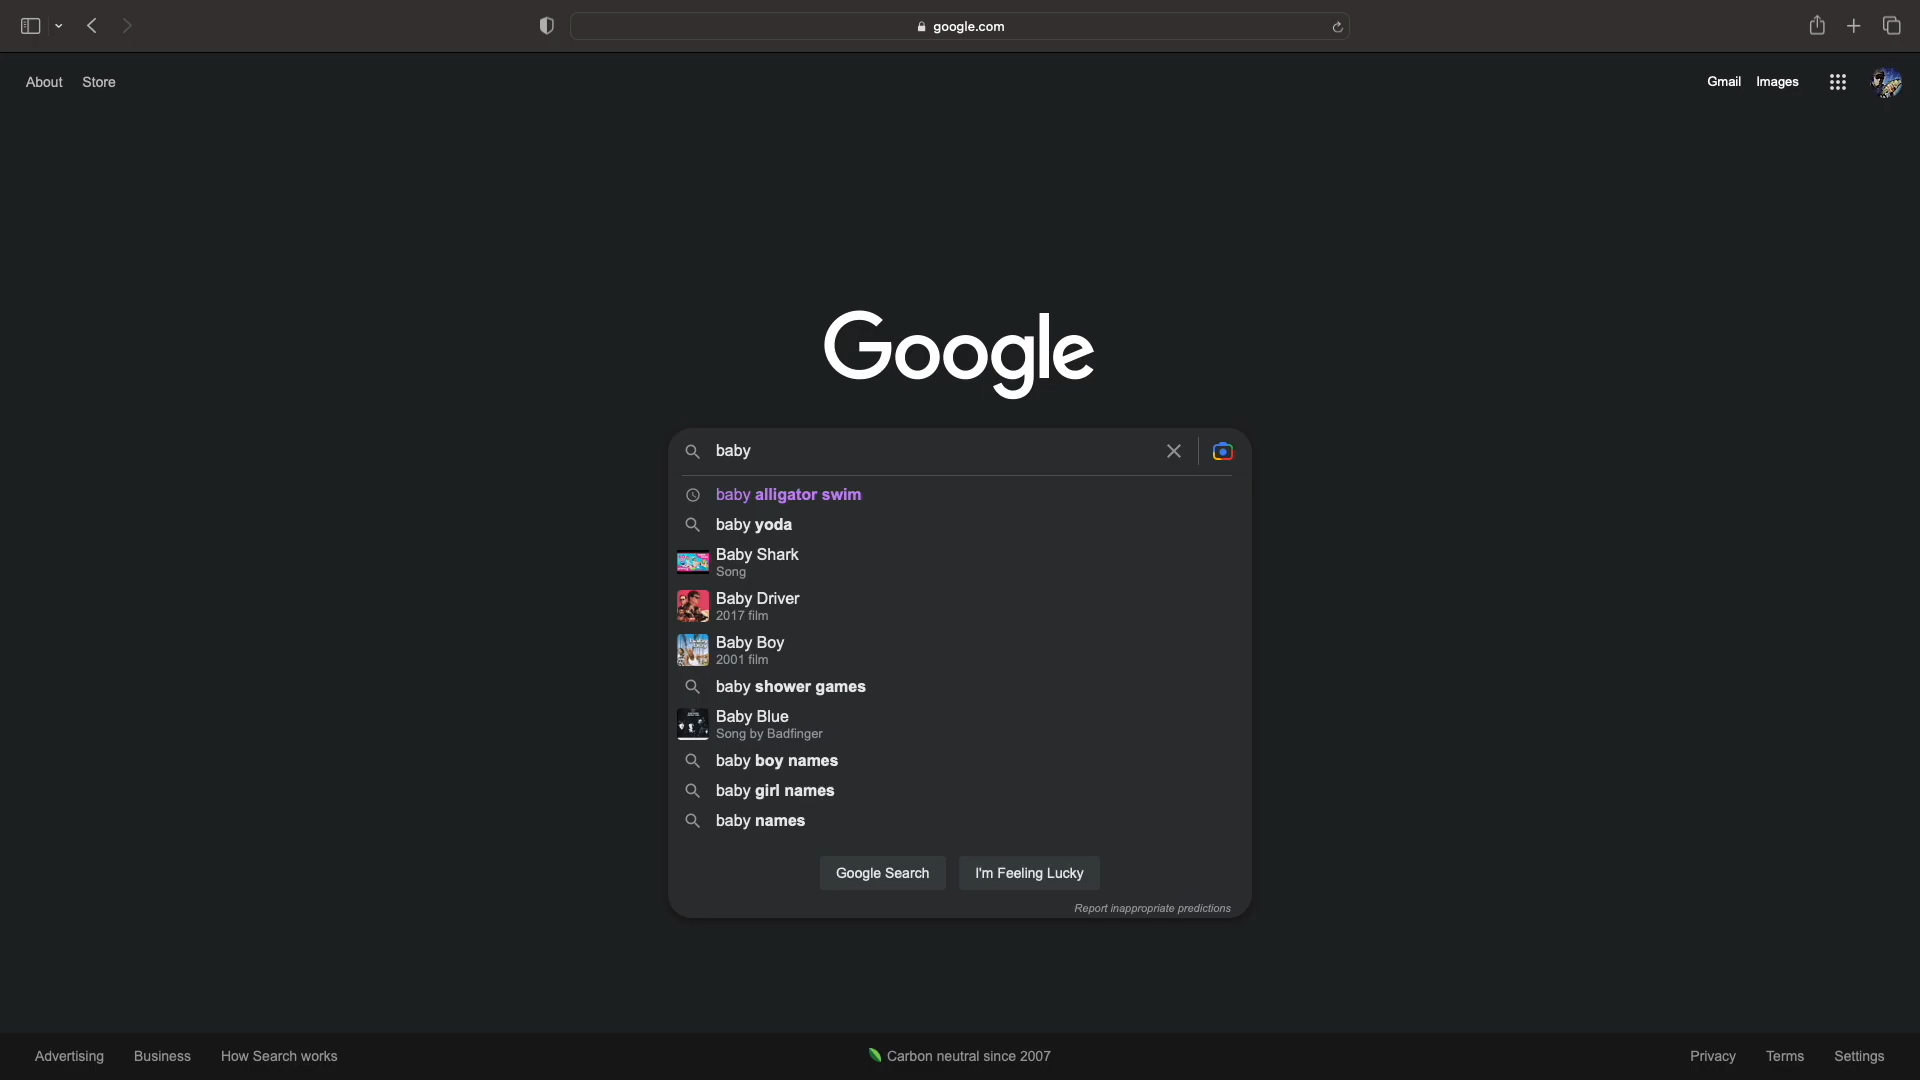 google.com
About Store
Gmail Images
Google
baby
baby alligator swim
baby yoda
Baby Shark
Song
Baby Driver
2017 film
Baby Boy
2001 film
baby shower games
Baby Blue
Song by Badfinger
baby boy names
baby girl names
baby names
Google Search I'm Feeling Lucky
Report inappropriate predictions
Advertising Business How Search works
Carbon neutral since 2007
Privacy Terms Settings